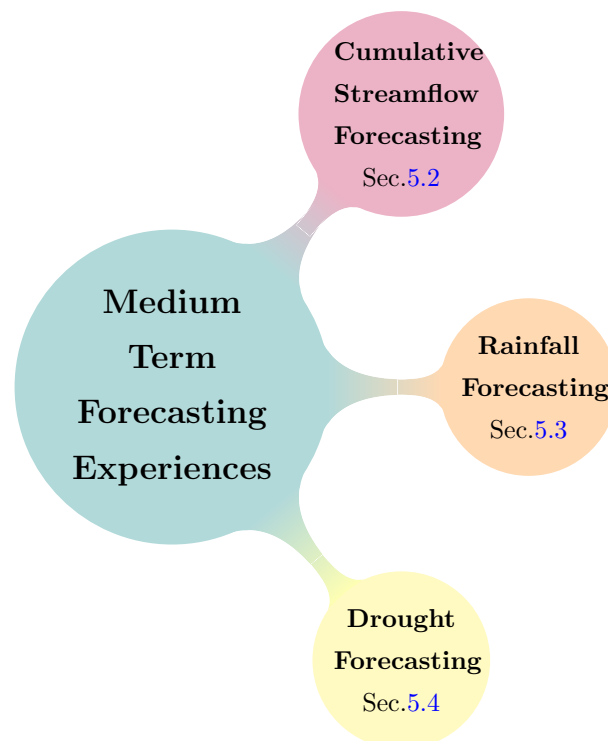 Cumulative
Streamflow
Forecasting
Sec.5.2
Medium
Term
Forecasting
Experiences
Rainfall
Forecasting
Sec.5.3
Drought
Forecasting
Sec.5.4